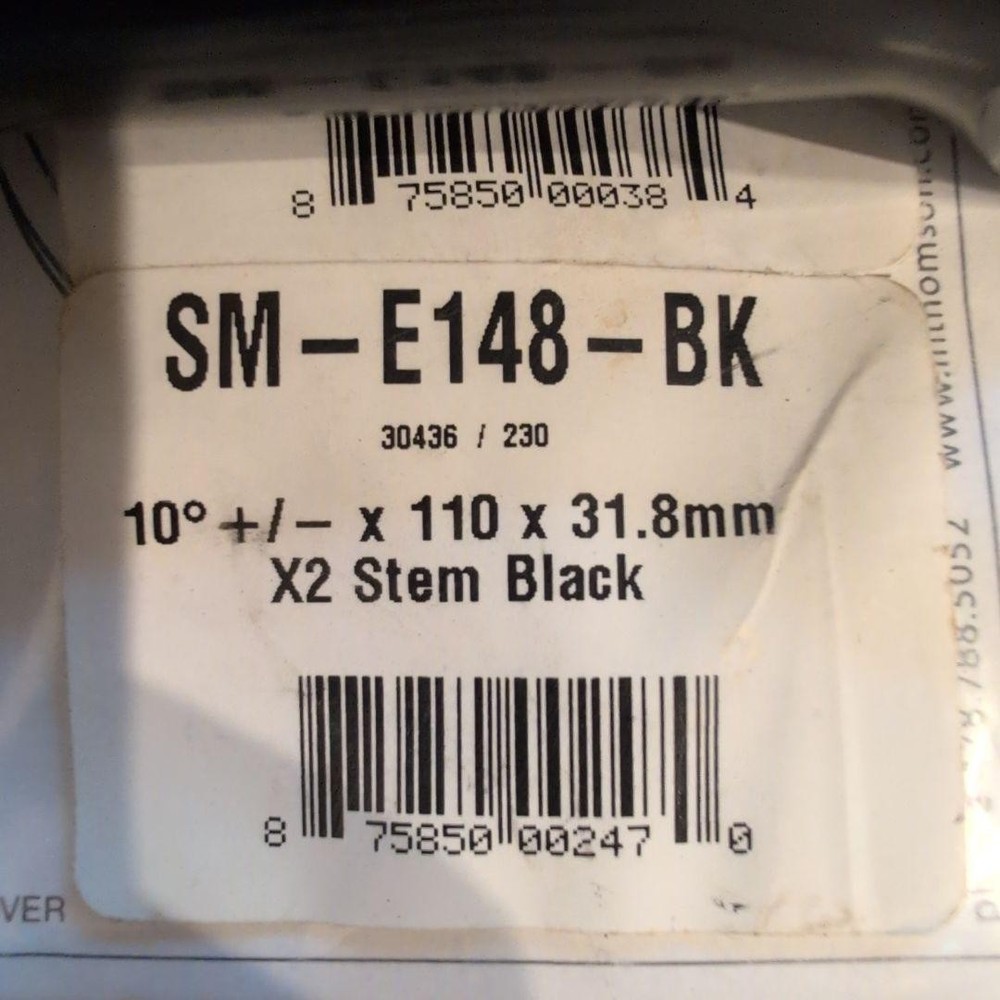 8 75850 00038 4
SM-E148-BK
30436 / 230
10° +/- x 110 x 31.8mm
X2 Stem Black
8 75850 00247 0
VER